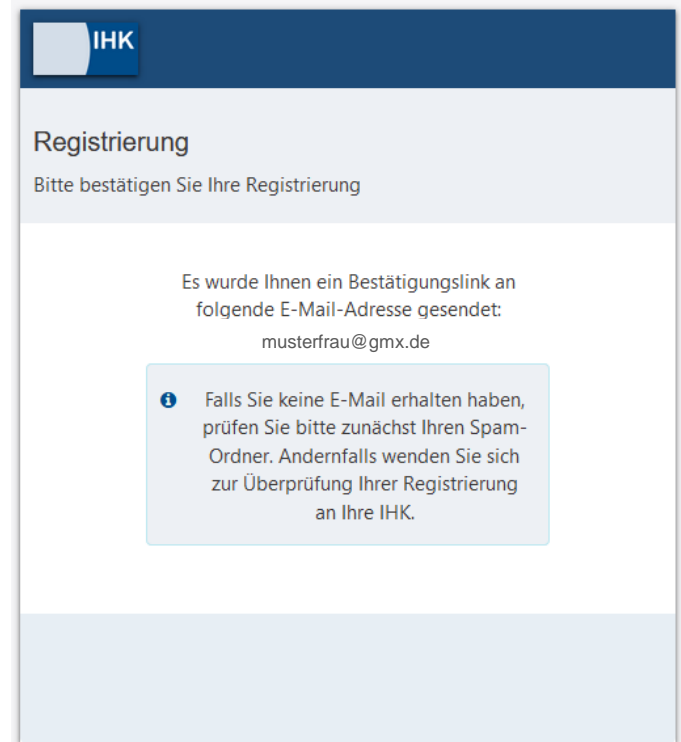 IHK
Registrierung
Bitte bestätigen Sie Ihre Registrierung
Es wurde Ihnen ein Bestätigungslink an
folgende E-Mail-Adresse gesendet:
musterfrau@gmx.de
Falls Sie keine E-Mail erhalten haben,
prüfen Sie bitte zunächst Ihren Spam-
Ordner. Andernfalls wenden Sie sich
zur Überprüfung Ihrer Registrierung
an Ihre IHK.